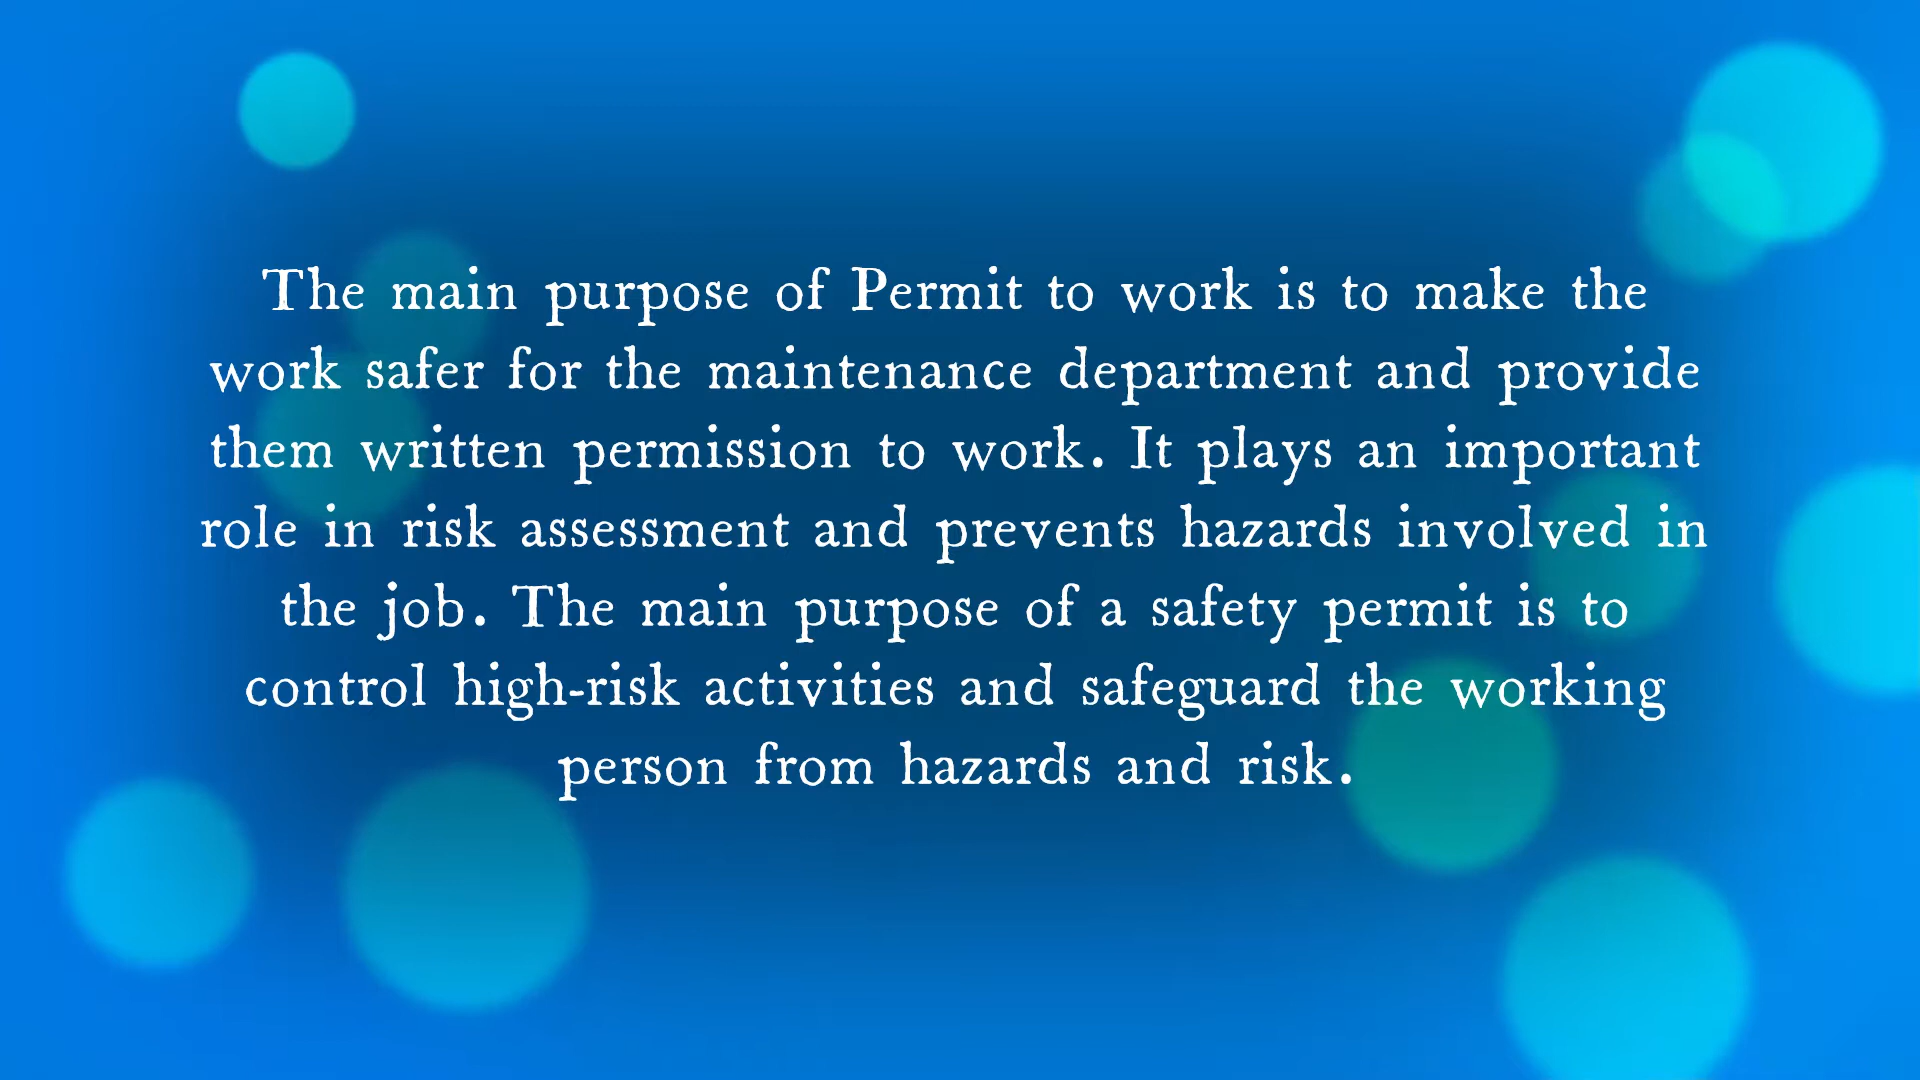 The main purpose of Permit to work is to make the
work safer for the maintenance department and provide
them written permission to work. It plays an important
role in risk assessment and prevents hazards involved in
the job. The main purpose of a safety permit is to
control high-risk activities and safeguard the working
person from hazards and risk.